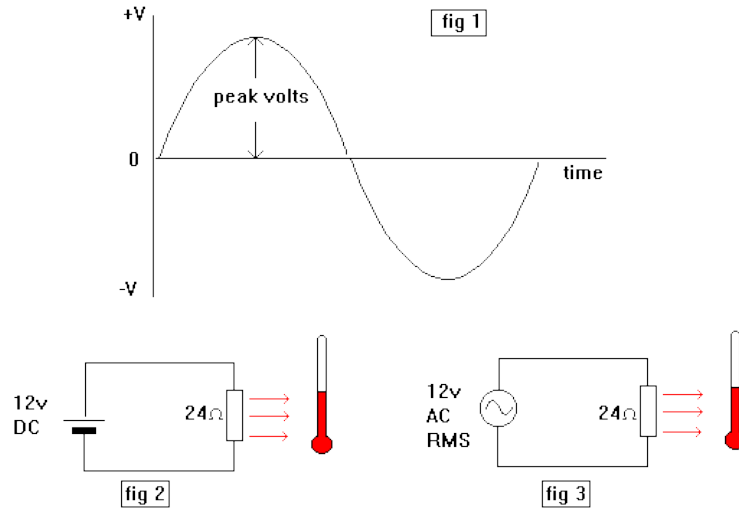 +V
fig 1
peak volts
0
time
-V
12v
DC
24Ω
fig 2
12v
AC
RMS
24Ω
fig 3